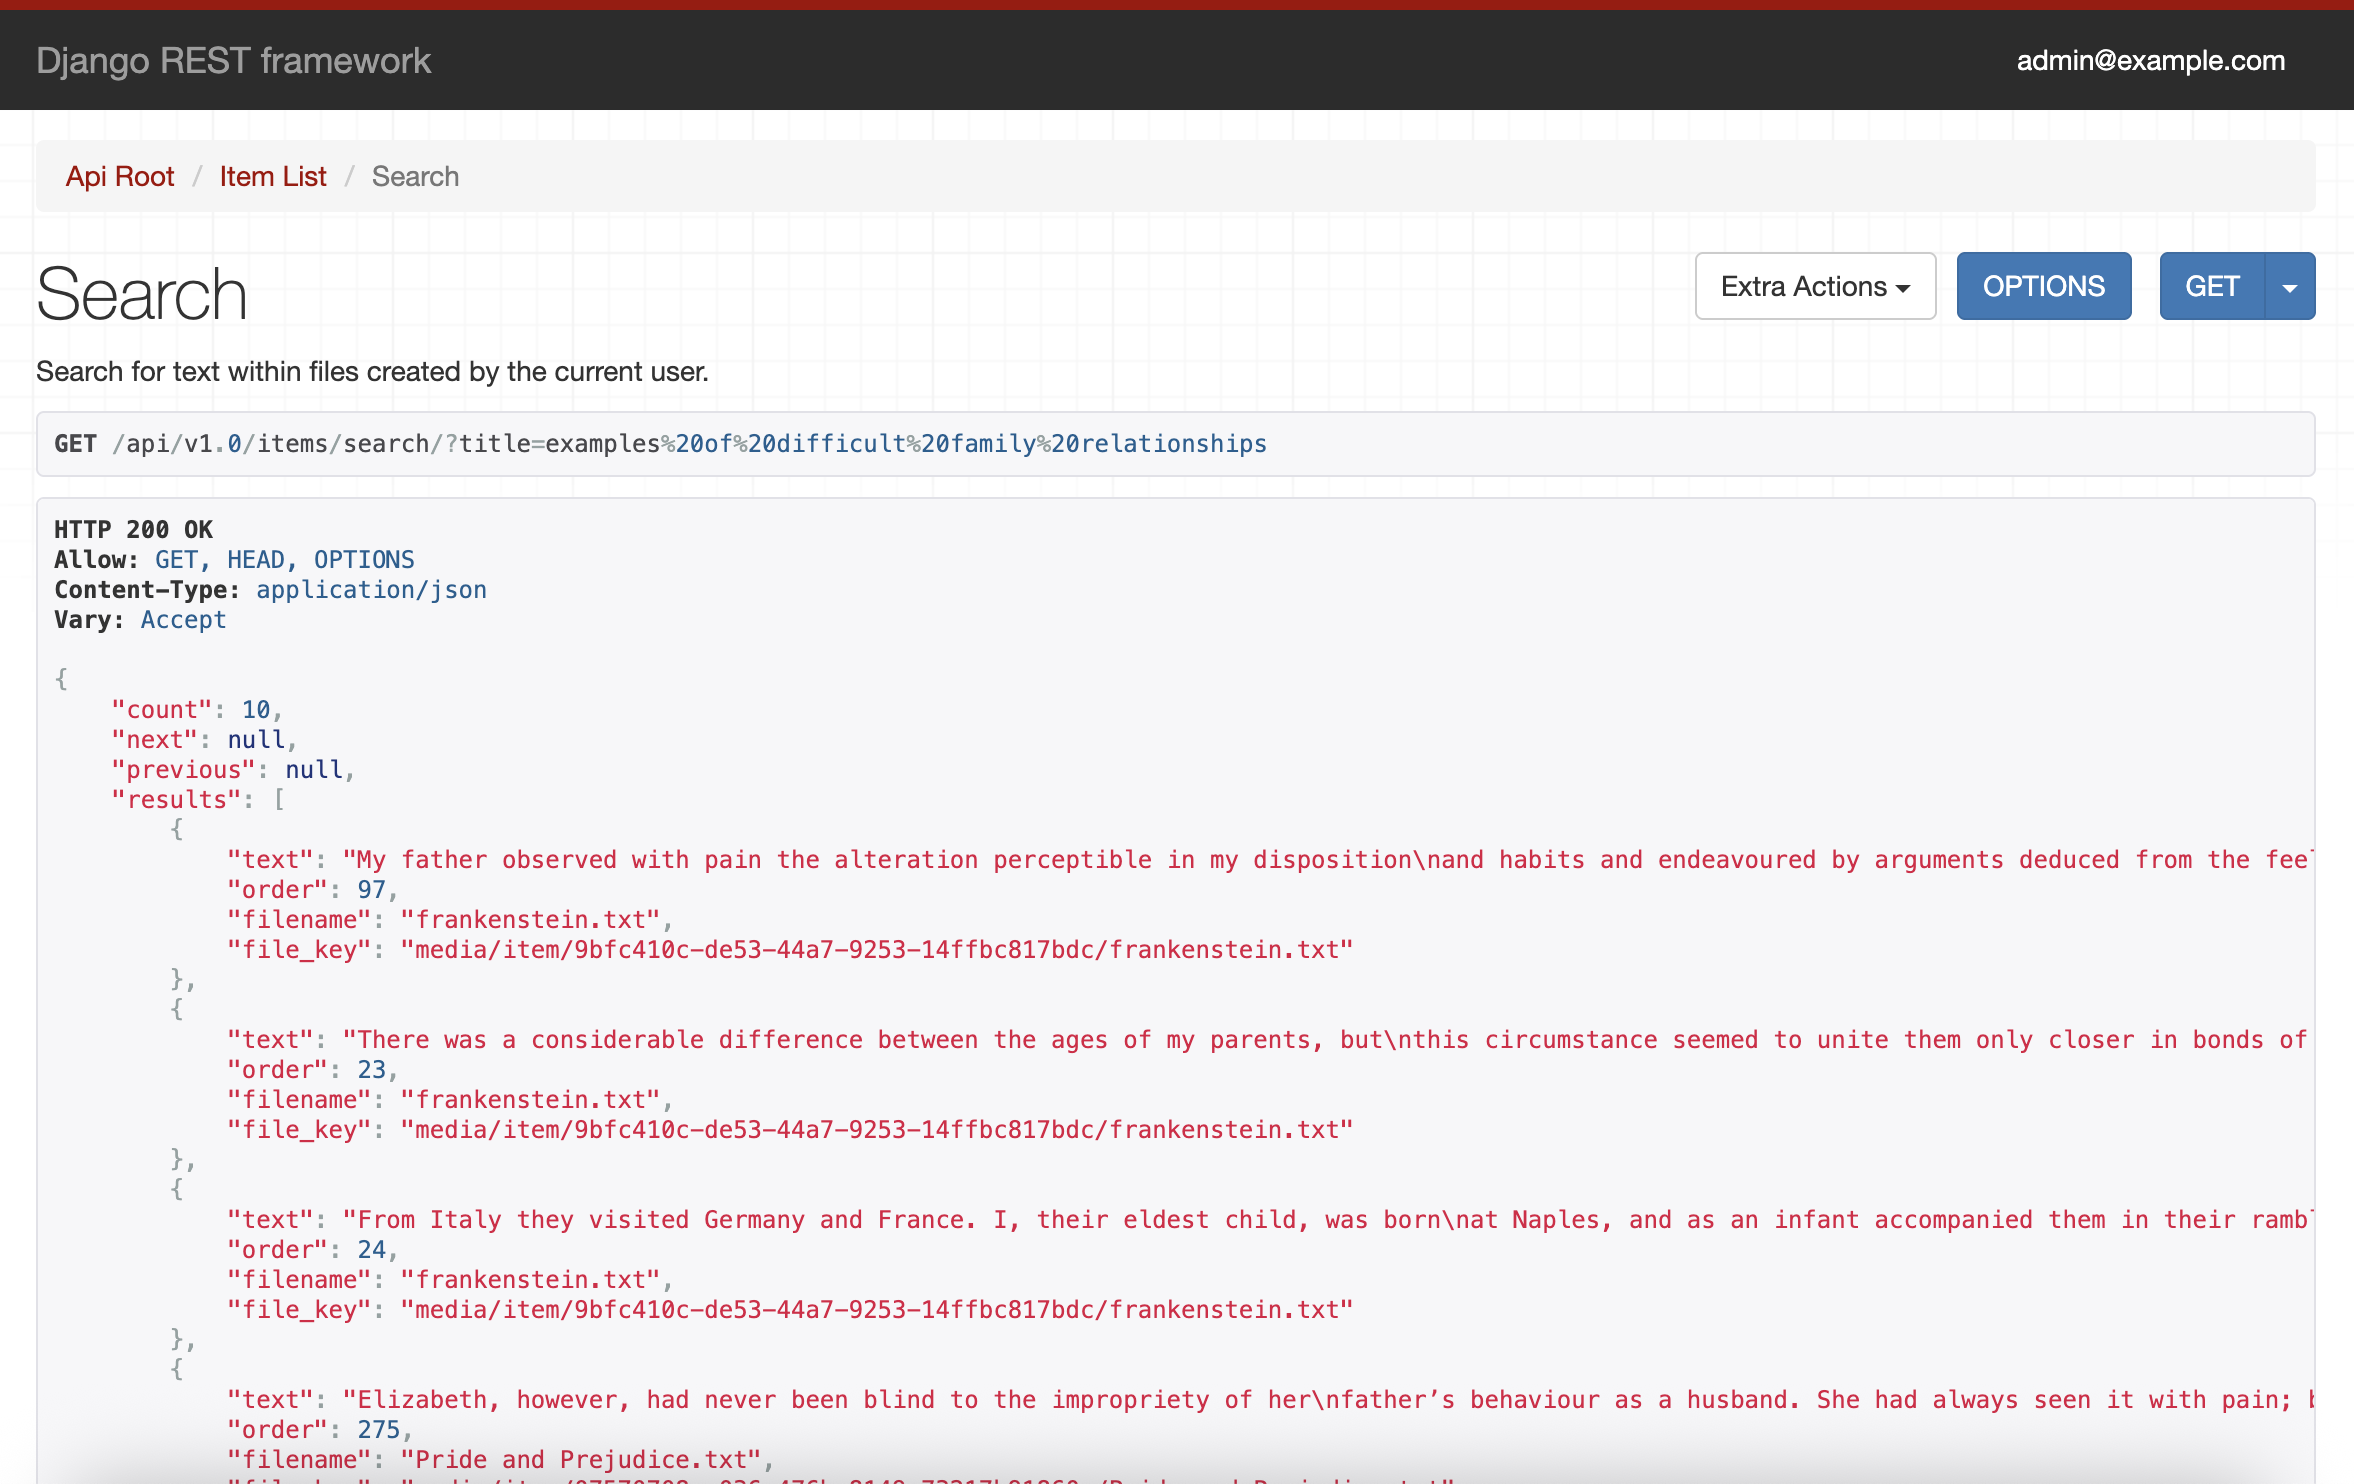 Django REST framework
admin@example.com
Api Root / Item List / Search
Search
Extra Actions
OPTIONS
GET
Search for text within files created by the current user.
GET /api/v1.0/items/search/?title=examples%20of%20difficult%20family%20relationships
HTTP 200 OK
Allow: GET, HEAD, OPTIONS
Content-Type: application/json
Vary: Accept
{
"count": 10,
"next": null,
"previous": null,
"results": [
{
"text": "My father observed with pain the alteration perceptible in my disposition\nand habits and endeavoured by arguments deduced from the
"order": 97,
"filename": "frankenstein.txt",
"file_key": "media/item/9bfc410c-de53-44a7-9253-14ffbc817bdc/frankenstein.txt"
},
{
"text": "There was a considerable difference between the ages of my parents, but\nthis circumstance seemed to unite them only closer in bonds of
"order": 23,
"filename": "frankenstein.txt",
"file_key": "media/item/9bfc410c-de53-44a7-9253-14ffbc817bdc/frankenstein.txt"
},
{
"text": "From Italy they visited Germany and France. I, their eldest child, was born\nat Naples, and as an infant accompanied them in their
"order": 24,
"filename": "frankenstein.txt",
"file_key": "media/item/9bfc410c-de53-44a7-9253-14ffbc817bdc/frankenstein.txt"
},
{
"text": "Elizabeth, however, had never been blind to the impropriety of her\nfather’s behaviour as a husband. She had always seen it with pain;
"order": 275,
"filename": "Pride and Prejudice.txt",